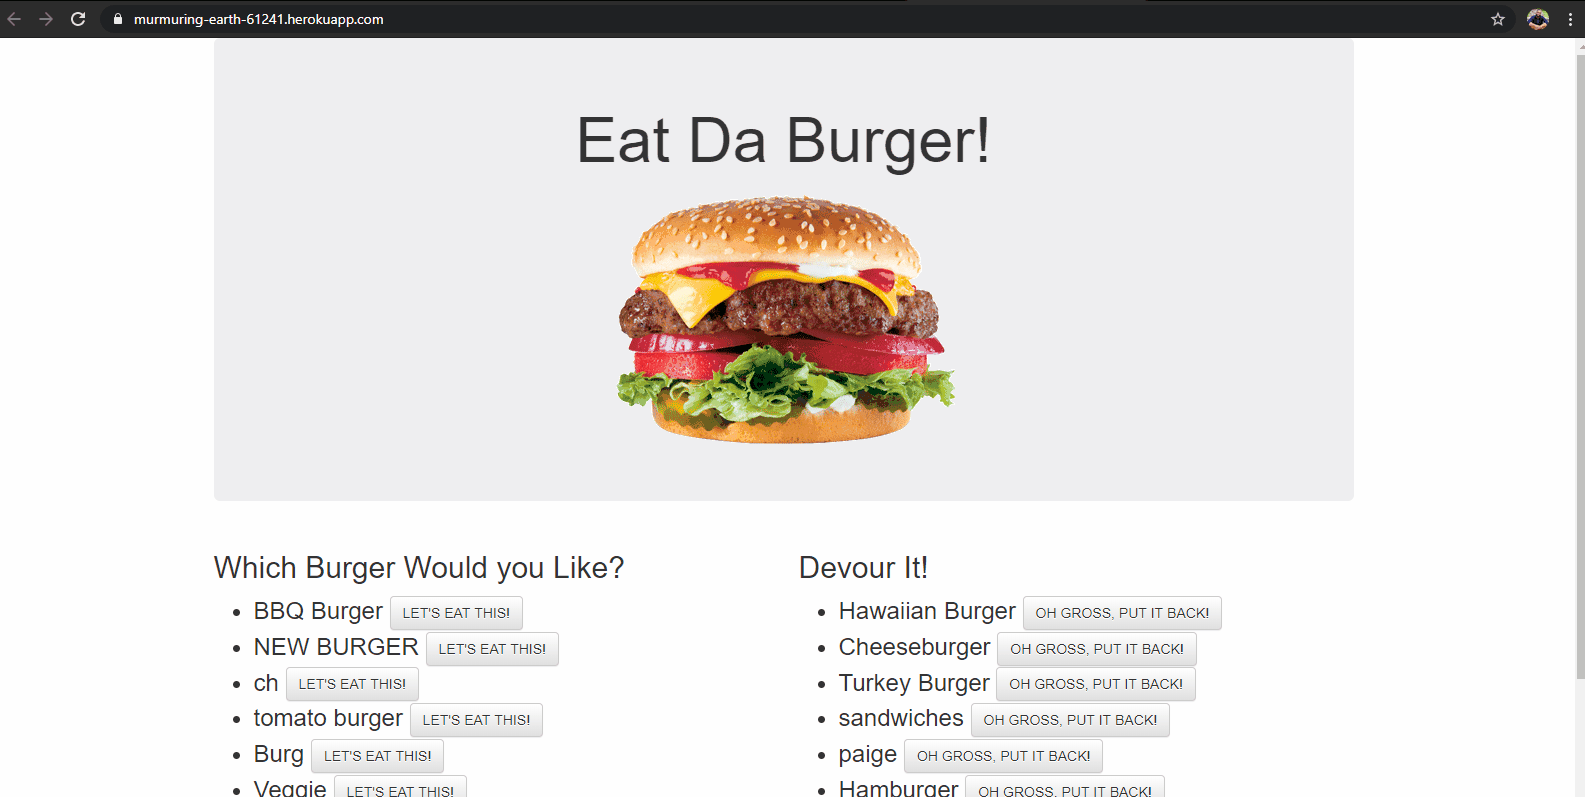 murmuring-earth-61241.herokuapp.com
Eat Da Burger!
Which Burger Would you Like?
BBQ Burger LET'S EAT THIS!
NEW BURGER LET'S EAT THIS!
ch LET'S EAT THIS!
tomato burger LET'S EAT THIS!
Burg LET'S EAT THIS!
Veggie LET'S EAT THIS!
Devour It!
Hawaiian Burger OH GROSS, PUT IT BACK!
Cheeseburger OH GROSS, PUT IT BACK!
Turkey Burger OH GROSS, PUT IT BACK!
sandwiches OH GROSS, PUT IT BACK!
paige OH GROSS, PUT IT BACK!
Hamburger OH GROSS, PUT IT BACK!